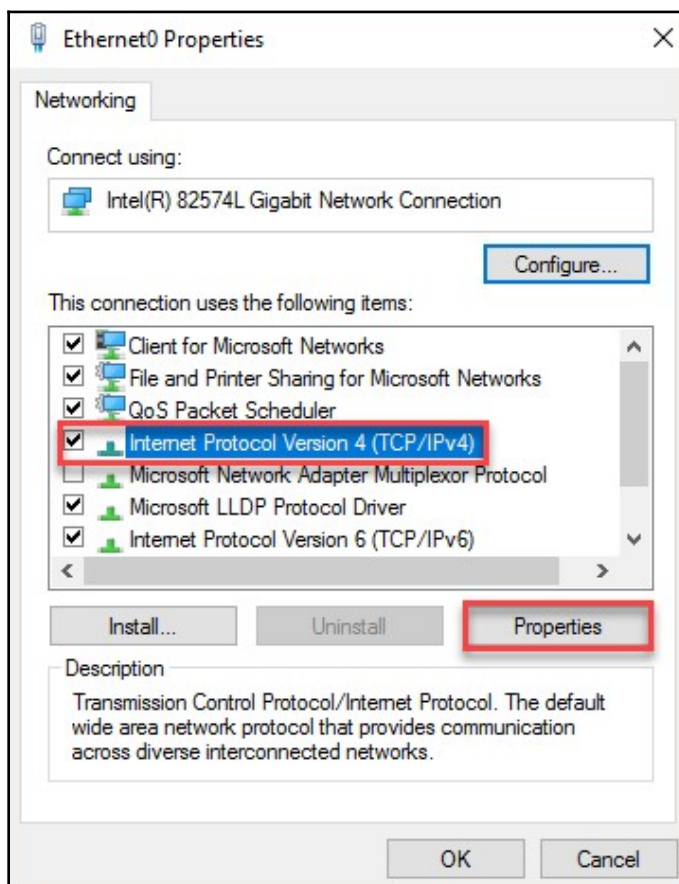 Ethernet0 Properties
Networking
Connect using:
Intel(R) 82574L Gigabit Network Connection
Configure...
This connection uses the following items:
Client for Microsoft Networks
File and Printer Sharing for Microsoft Networks
QoS Packet Scheduler
Internet Protocol Version 4 (TCP/IPv4)
Microsoft Network Adapter Multiplexor Protocol
Microsoft LLDP Protocol Driver
Internet Protocol Version 6 (TCP/IPv6)
Install... Uninstall Properties
Description
Transmission Control Protocol/Internet Protocol. The default
wide area network protocol that provides communication
across diverse interconnected networks.
OK Cancel